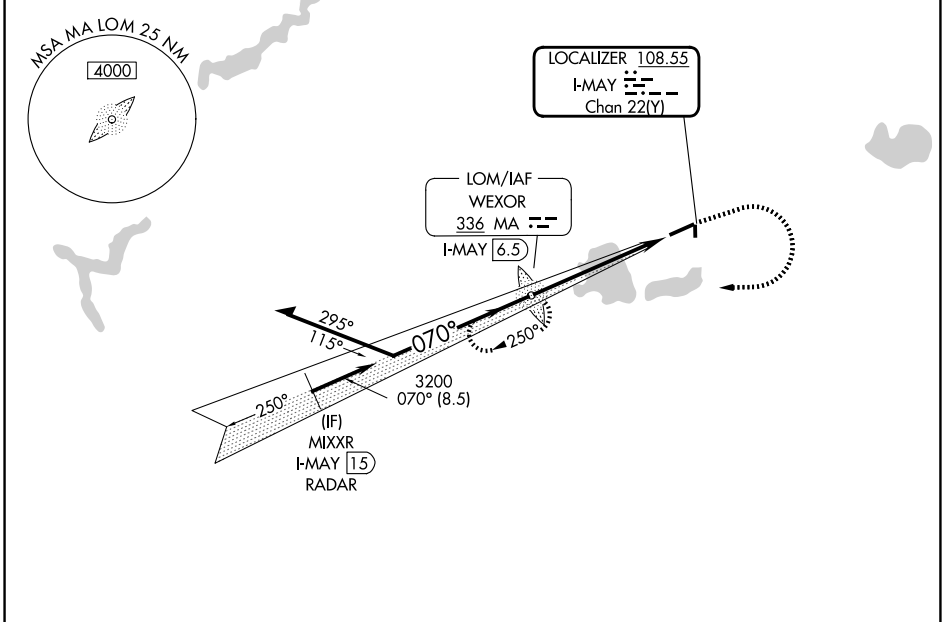 MSA MA LOM 25 NM
4000
LOCALIZER 108.55
I-MAY
Chan 22(Y)
LOM/IAF
WEXOR
336 MA
I-MAY 6.5
295°
115°
070°
250°
250°
3200
070° (8.5)
(IF)
MIXXR
I-MAY 15
RADAR